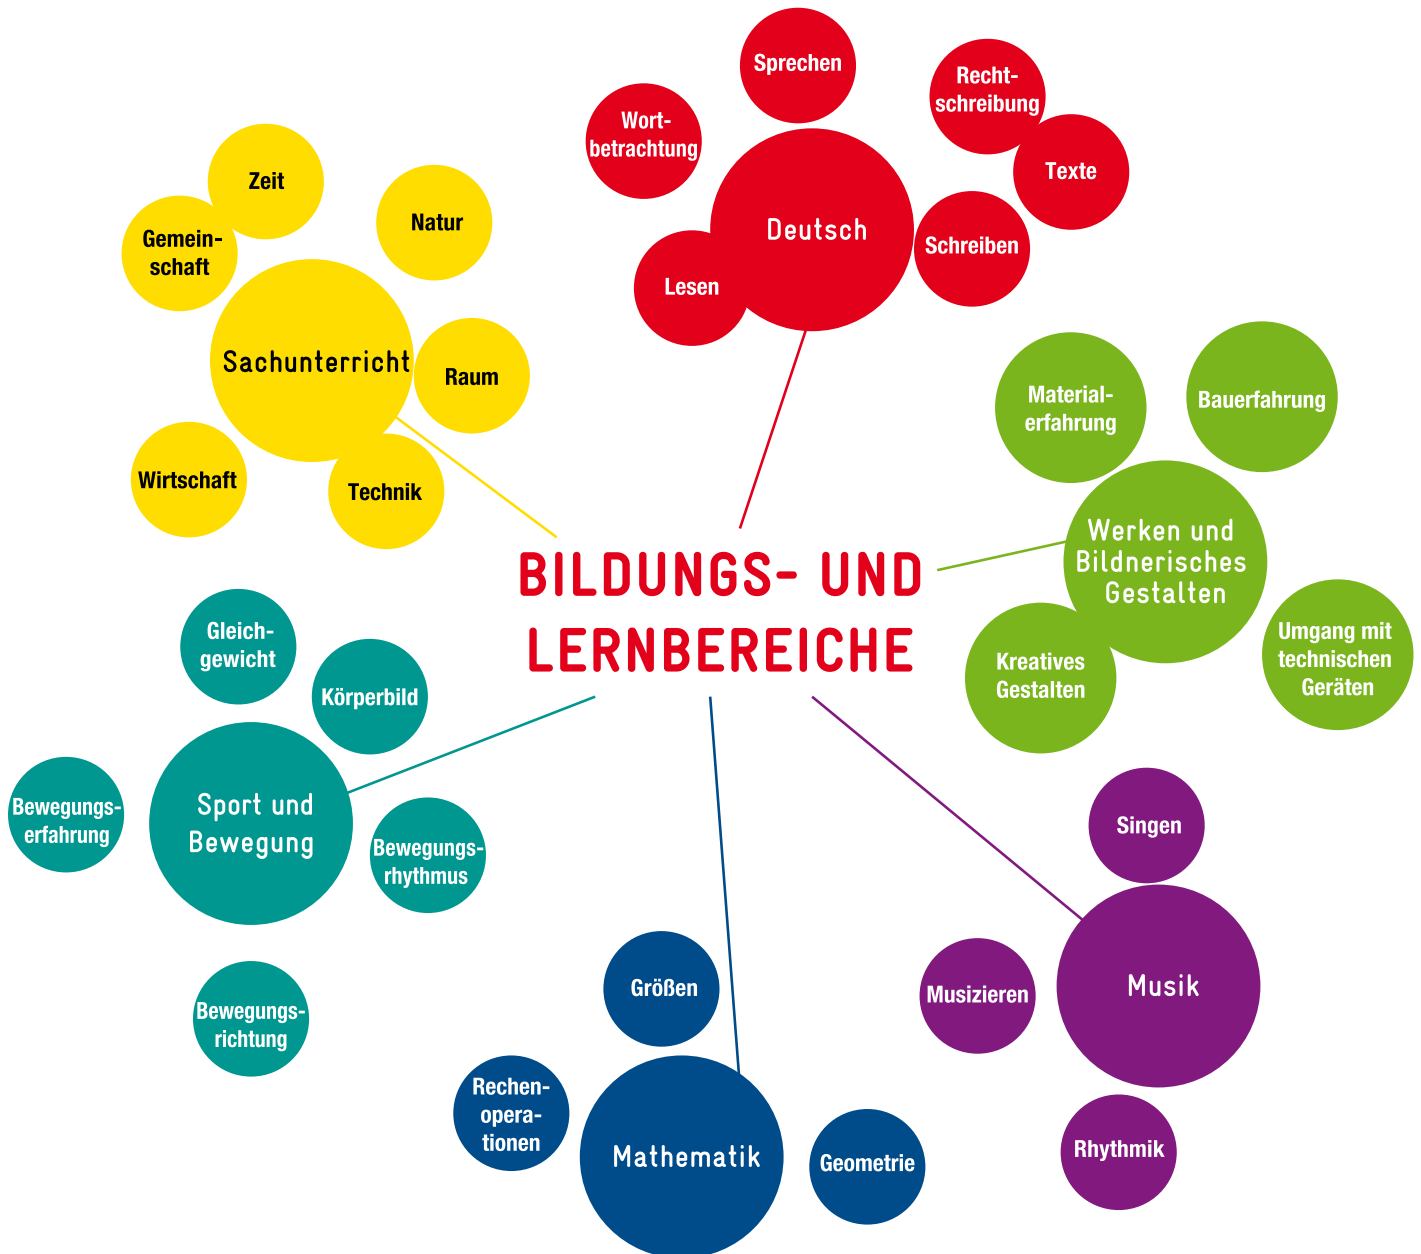 Sprechen
Recht-
schreibung
Wort-
betrachtung
Texte
Deutsch
Schreiben
Lesen
Zeit
Natur
Gemein-
schaft
Sachunterricht
Raum
Wirtschaft
Technik
Material-
erfahrung
Bauerfahrung
Werken und
Bildnerisches
Gestalten
Kreatives
Gestalten
Umgang mit
technischen
Geräten
BILDUNGS- UND
LERNBEREICHE
Gleich-
gewicht
Körperbild
Sport und
Bewegung
Bewegungs-
erfahrung
Bewegungs-
rhythmus
Bewegungs-
richtung
Größen
Rechen-
opera-
tionen
Mathematik
Geometrie
Singen
Musizieren
Musik
Rhythmik